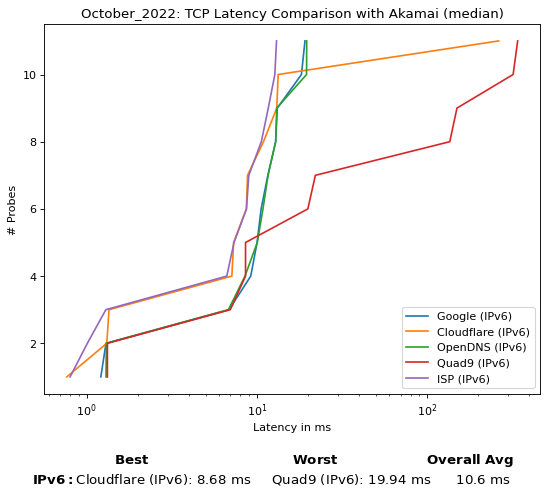 October_2022: TCP Latency Comparison with Akamai (median)
# Probes
10
8
6
4
2
Google (IPv6)
Cloudflare (IPv6)
OpenDNS (IPv6)
Quad9 (IPv6)
ISP (IPv6)
10⁰ 10¹ 10²
Latency in ms
Best Worst Overall Avg
IPv6: Cloudflare (IPv6): 8.68 ms Quad9 (IPv6): 19.94 ms 10.6 ms